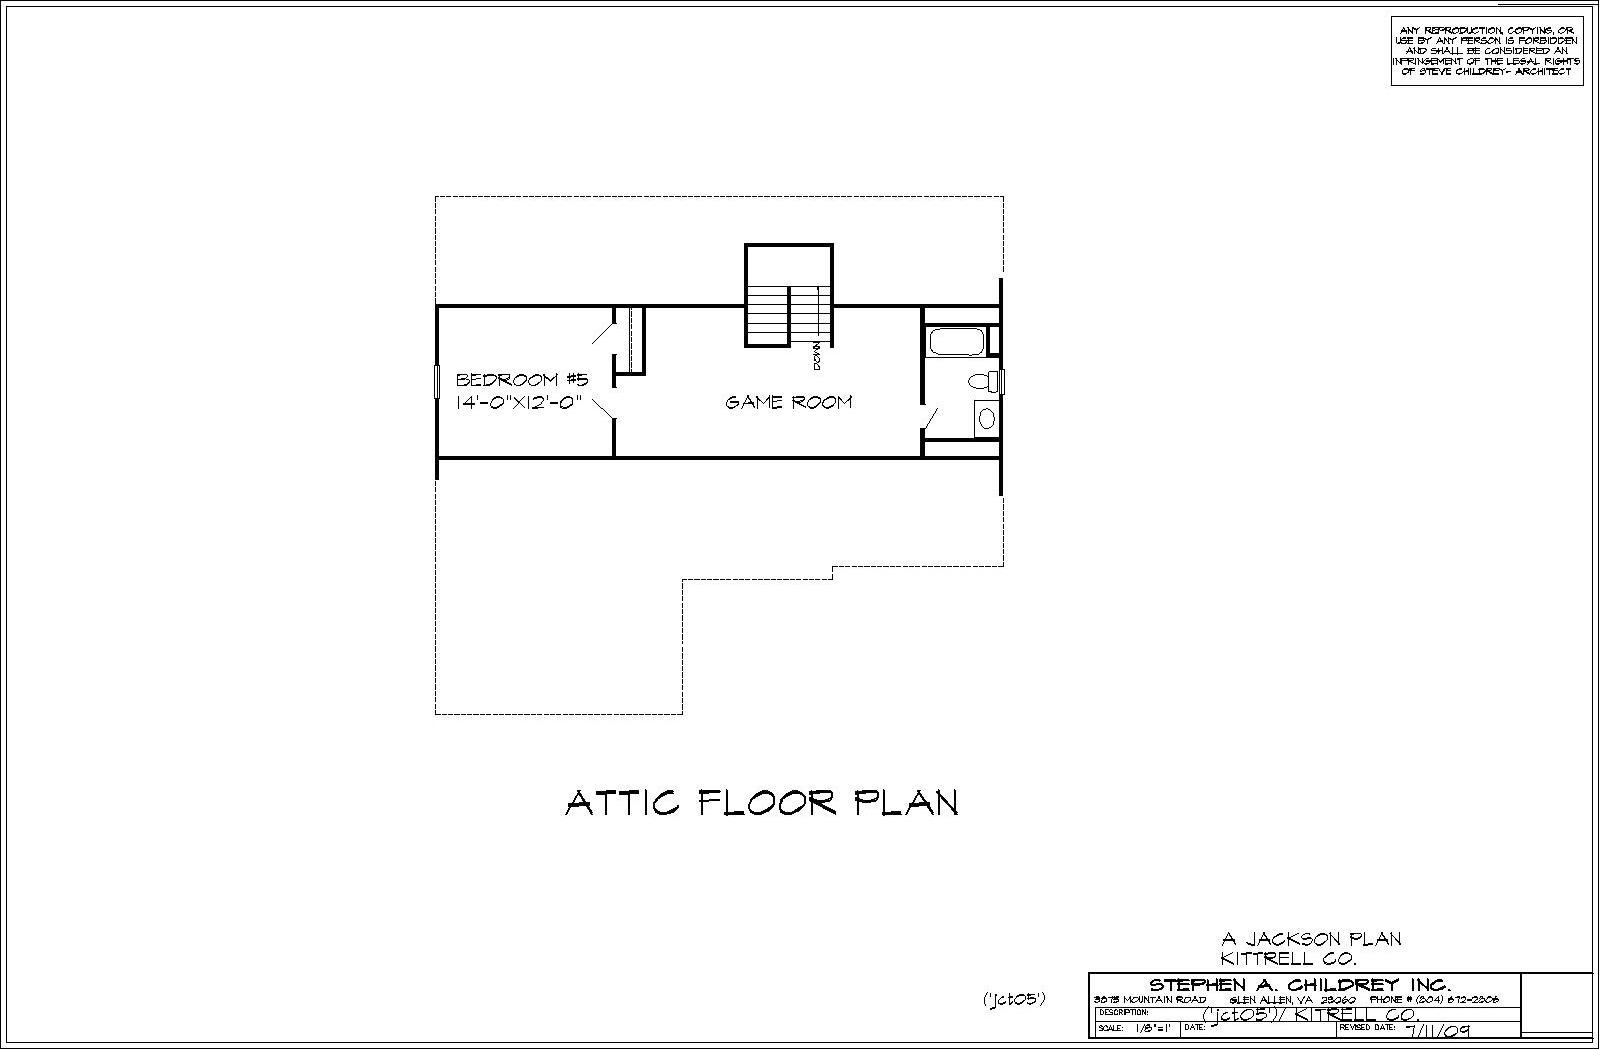 ANY REPRODUCTION, COPYING, OR
USE BY ANY PERSON IS FORBIDDEN
AND SHALL BE CONSIDERED AN
INFRINGEMENT OF THE LEGAL RIGHTS
OF STEVE CHILDREY- ARCHITECT
DOWN
BEDROOM #5
14'-0"X12'-0"
GAME ROOM
ATTIC FLOOR PLAN
A JACKSON PLAN
KITTRELL CO.
('jct05')
STEPHEN A. CHILDREY INC.
MOUNTAIN ROAD GLEN ALLEN, VA 23060 PHONE # (804)
DESCRIPTION: ('jct05')/ KITRELL CO.
SCALE: 1/8"=1' DATE: REVISED DATE: 7/11/09